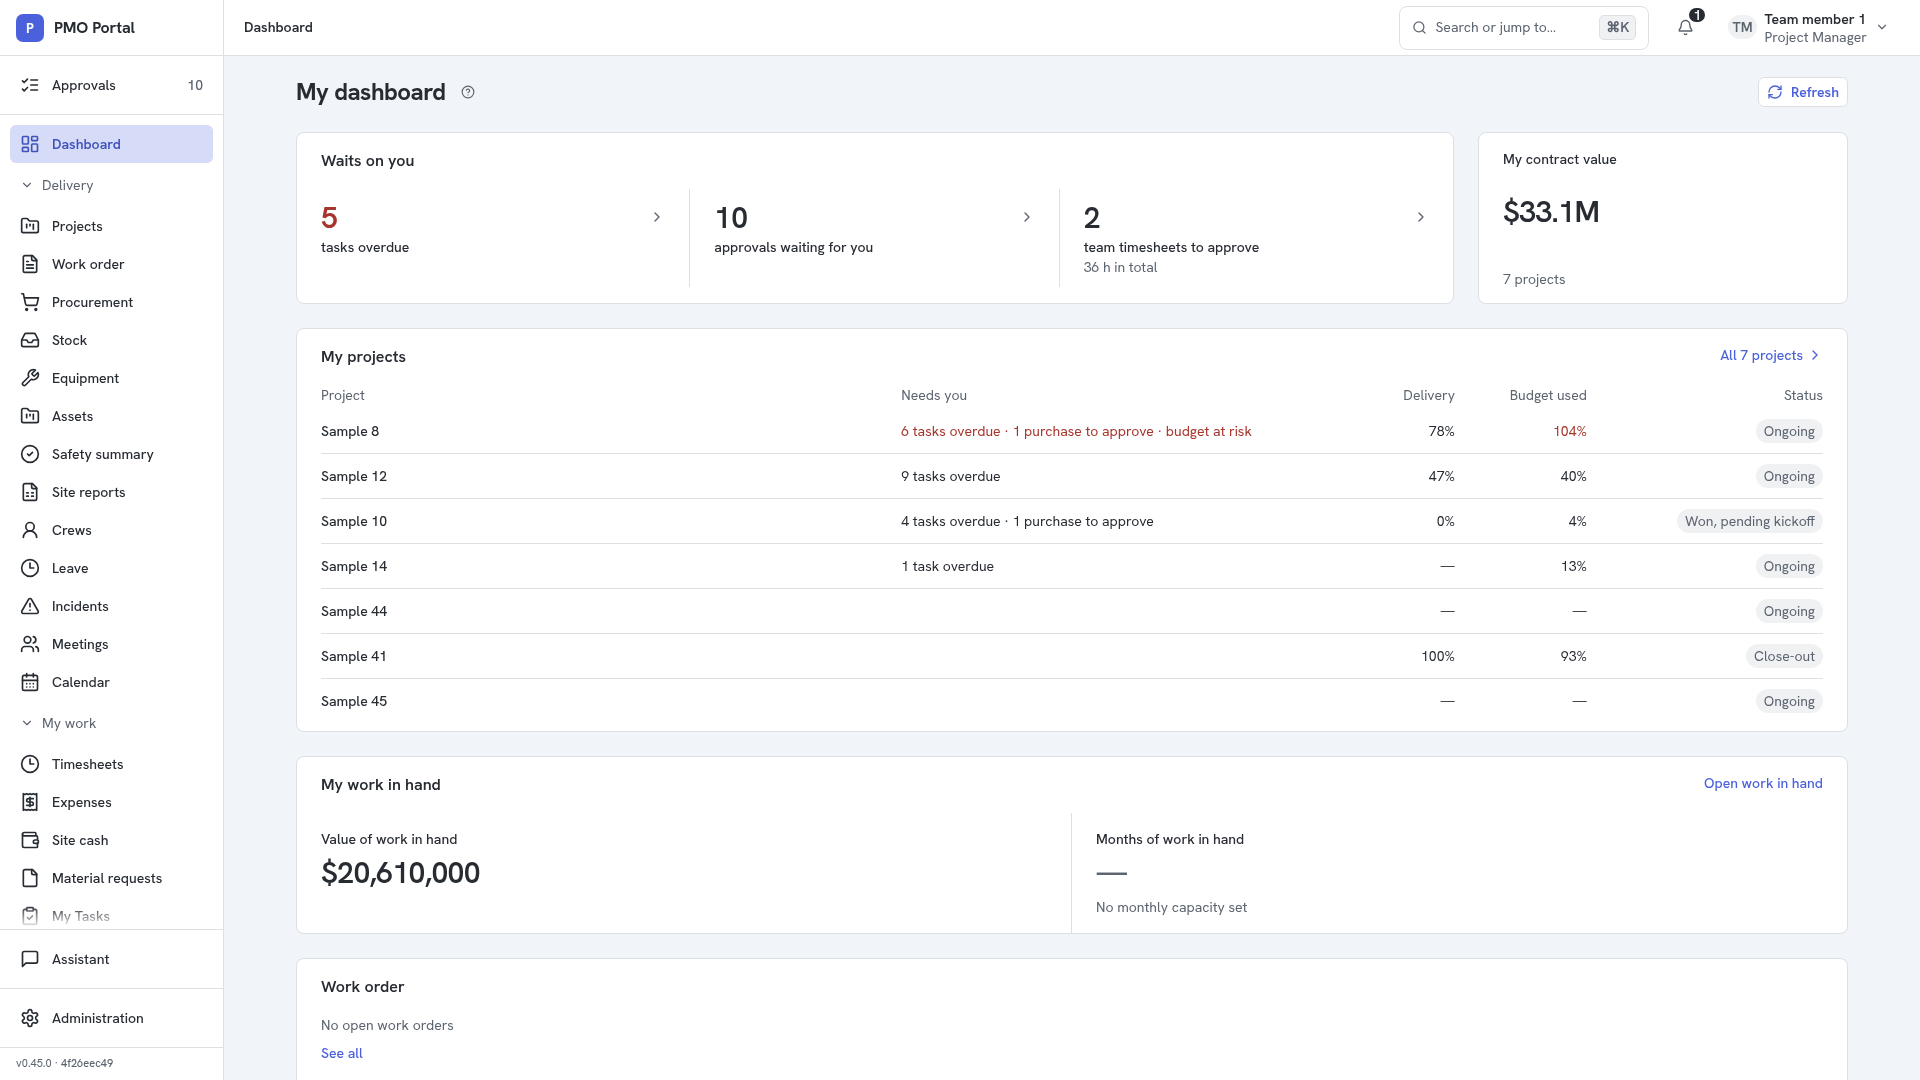 P
PMO Portal
Approvals
10
Dashboard
Delivery
Projects
Work order
Procurement
Stock
Equipment
Assets
Safety summary
Site reports
Crews
Leave
Incidents
Meetings
Calendar
My work
Timesheets
Expenses
Site cash
Material requests
My Tasks
Assistant
Administration
v0.45.0 · 4f26eec49
Dashboard
Search or jump to...
⌘K
1
TM
Team member 1
Project Manager
My dashboard
Refresh
Waits on you
5
tasks overdue
10
approvals waiting for you
2
team timesheets to approve
36 h in total
My contract value
$33.1M
7 projects
My projects
All 7 projects
Project Needs you Delivery Budget used Status
Sample 8 6 tasks overdue · 1 purchase to approve · budget at risk 78% 104% Ongoing
Sample 12 9 tasks overdue 47% 40% Ongoing
Sample 10 4 tasks overdue · 1 purchase to approve 0% 4% Won, pending kickoff
Sample 14 1 task overdue — 13% Ongoing
Sample 44 — — Ongoing
Sample 41 100% 93% Close-out
Sample 45 — — Ongoing
My work in hand
Open work in hand
Value of work in hand
$20,610,000
Months of work in hand
—
No monthly capacity set
Work order
No open work orders
See all